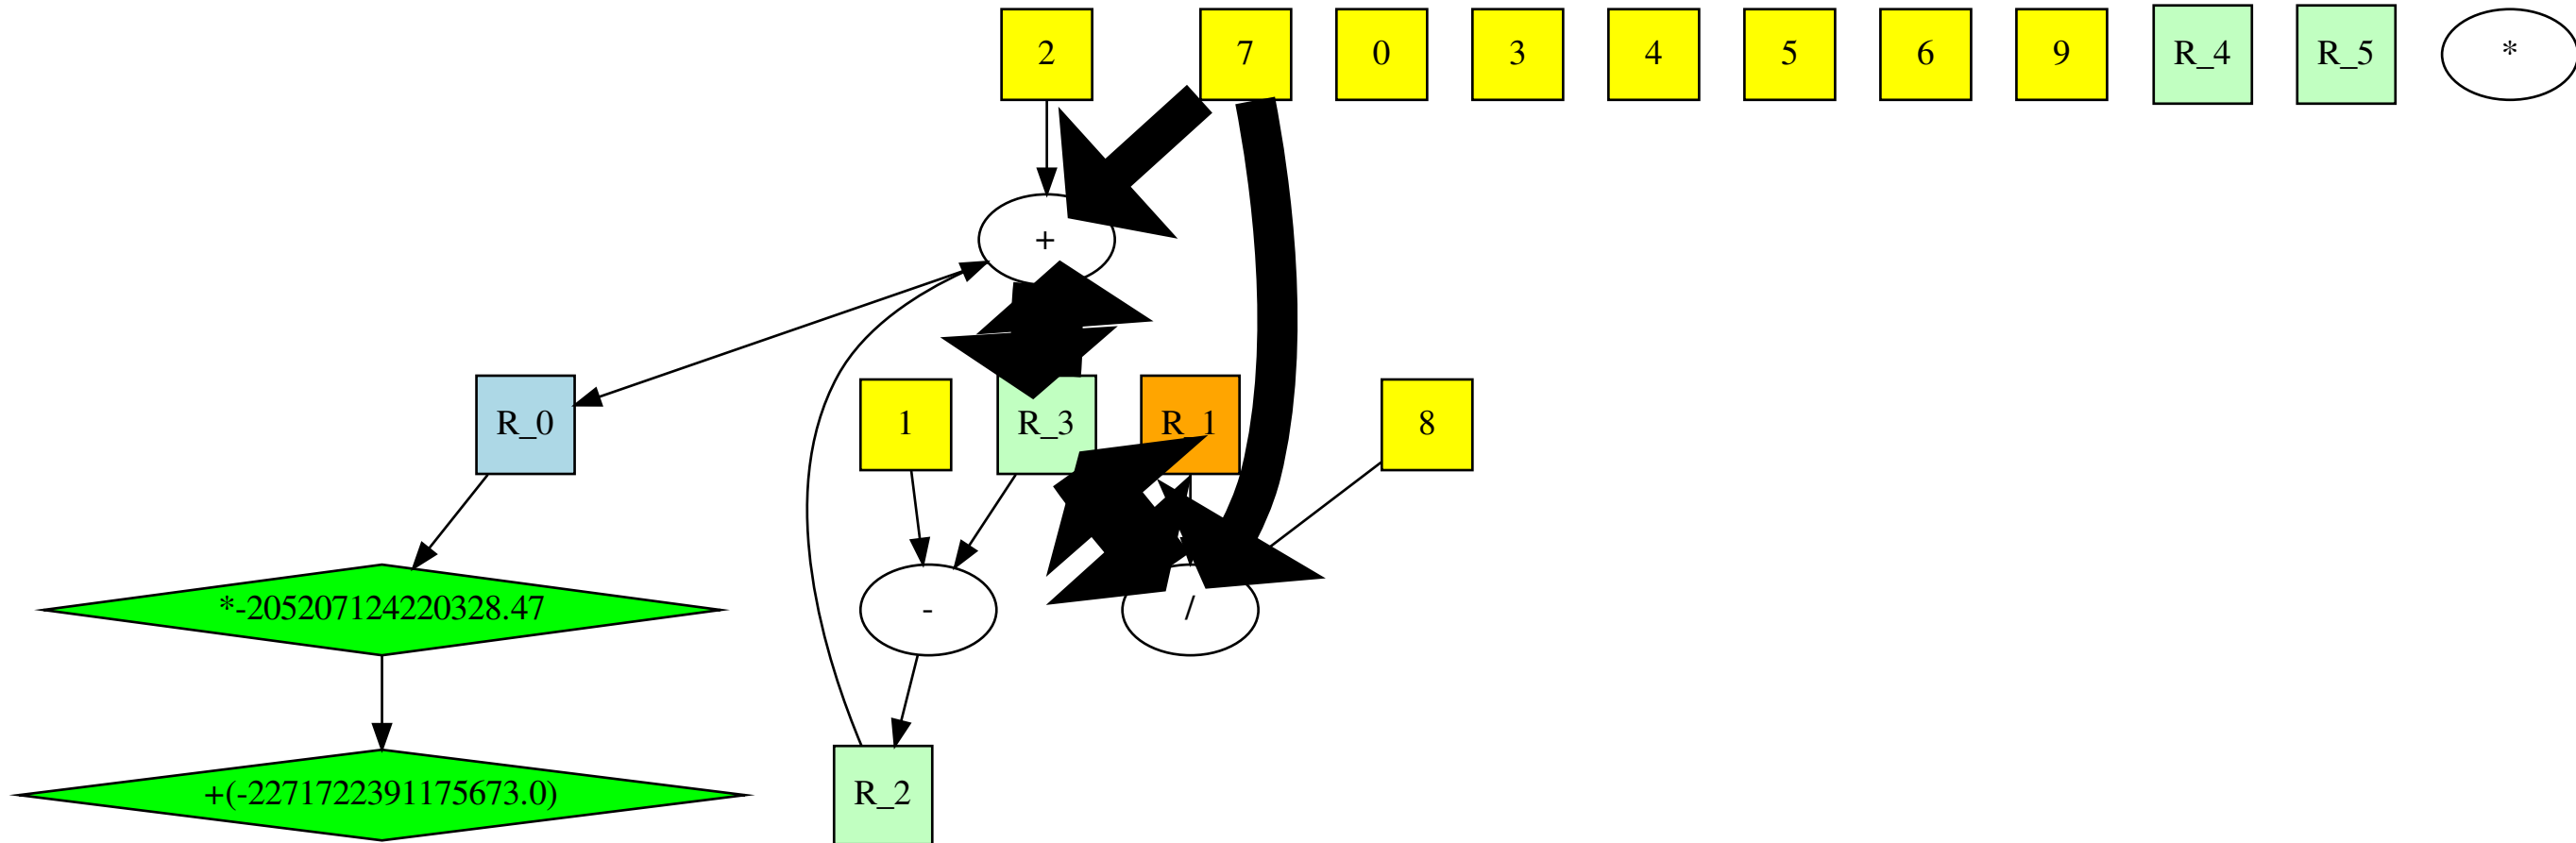 2
7
0
3
4
5
6
9
R_4
R_5
*
+
R_0
1
R_3
R_1
8
*-205207124220328.47
-
/
+(-2271722391175673.0)
R_2